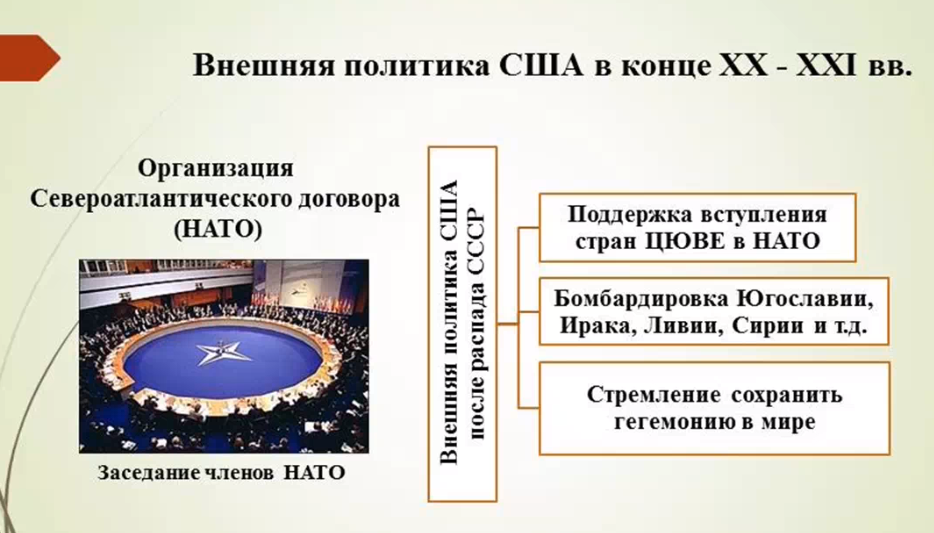 Внешняя политика США в конце XX - XXI вв.
Организация
Североатлантического договора
(НАТО)
Заседание членов НАТО
Внешняя политика США
после распада СССР
Поддержка вступления
стран ЦЮВЕ в НАТО
Бомбардировка Югославии,
Ирака, Ливии, Сирии и т.д.
Стремление сохранить
гегемонию в мире